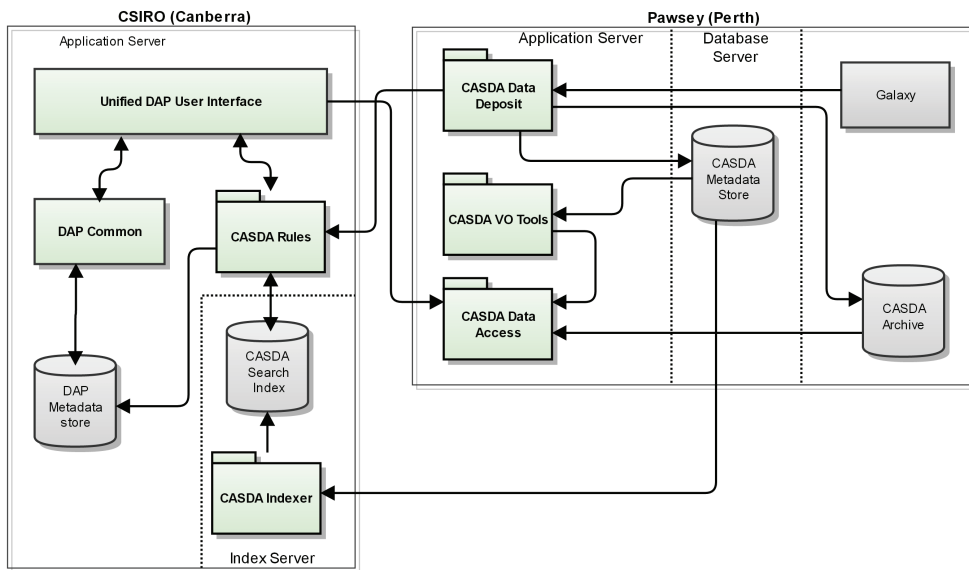 CSIRO (Canberra)
Application Server
Unified DAP User Interface
DAP Common
CASDA Rules
DAP
Metadata
store
CASDA
Search
Index
CASDA Indexer
Index Server
Pawsey (Perth)
Application Server
Database
Server
CASDA Data
Deposit
Galaxy
CASDA
Metadata
Store
CASDA VO Tools
CASDA Data
Access
CASDA
Archive